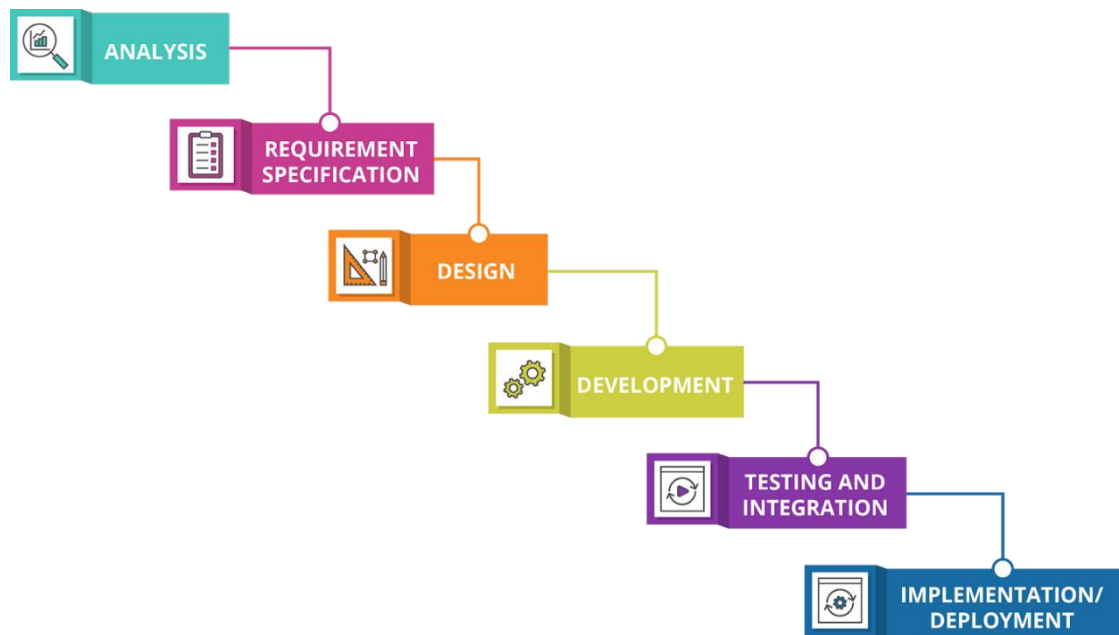 ANALYSIS
REQUIREMENT
SPECIFICATION
DESIGN
DEVELOPMENT
TESTING AND
INTEGRATION
IMPLEMENTATION/
DEPLOYMENT